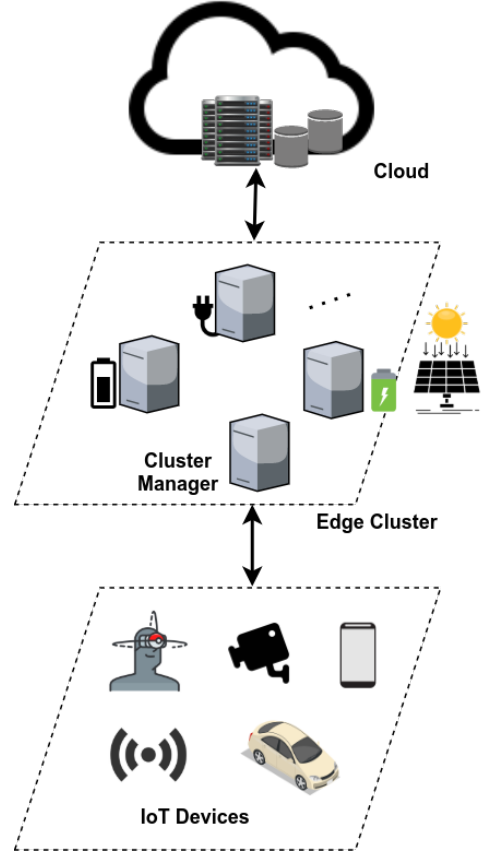 Cloud
. . . .
Cluster
Manager
Edge Cluster
IoT Devices